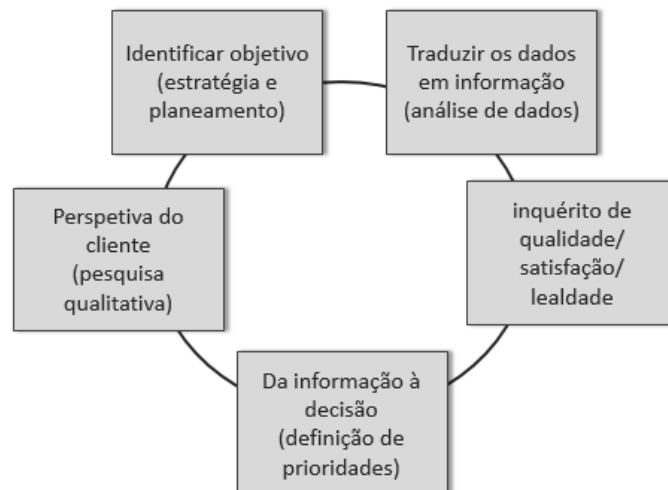 Identificar objetivo
(estratégia e
planeamento)
Traduzir os dados
em informação
(análise de dados)
inquérito de
qualidade/
satisfação/
lealdade
Da informação à
decisão
(definição de
prioridades)
Perspetiva do
cliente
(pesquisa
qualitativa)